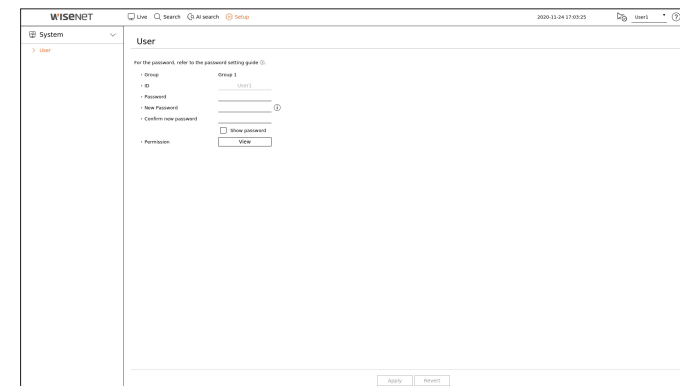 WISENET Live Search AI search Setup 2020-11-24 17:03:25 User1
System
> User
User
For the password, refer to the password setting guide ⓘ.
Group Group 1
ID User1
Password
New Password
Confirm new password
Show password
Permission View
Apply Revert